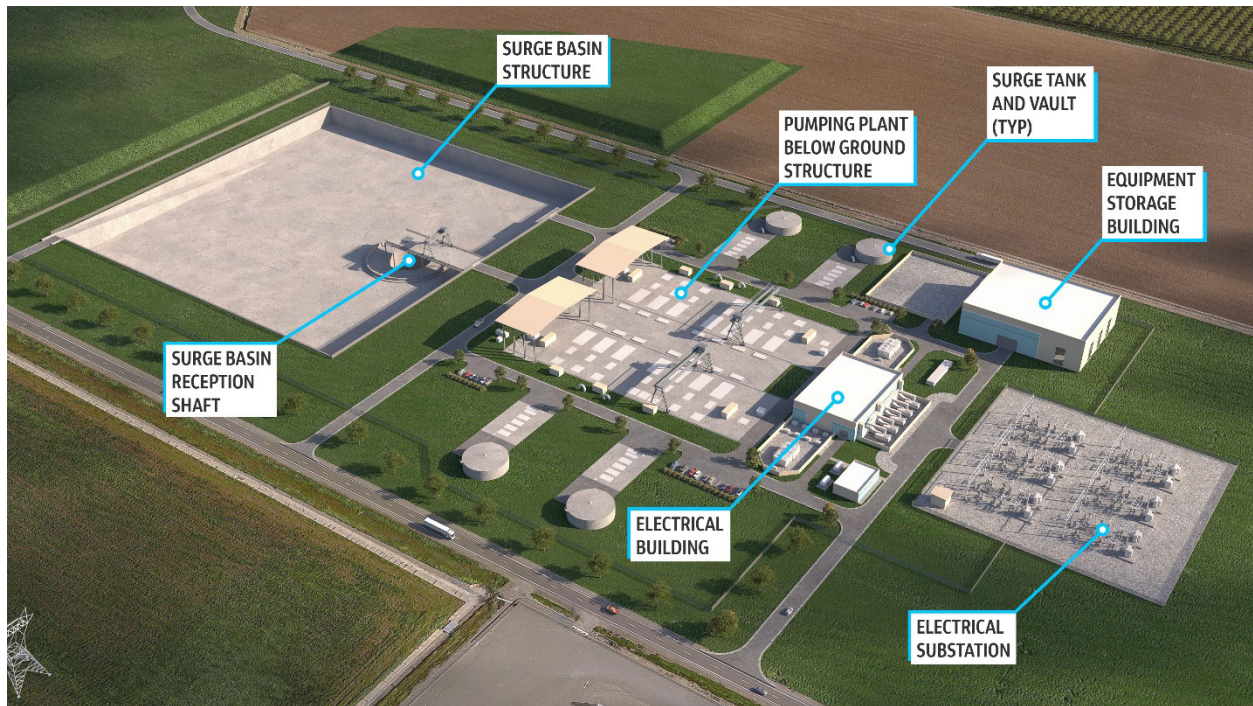 SURGE BASIN
STRUCTURE
SURGE TANK
AND VAULT
(TYP)
PUMPING PLANT
BELOW GROUND
STRUCTURE
EQUIPMENT
STORAGE
BUILDING
SURGE BASIN
RECEPTION
SHAFT
ELECTRICAL
BUILDING
ELECTRICAL
SUBSTATION